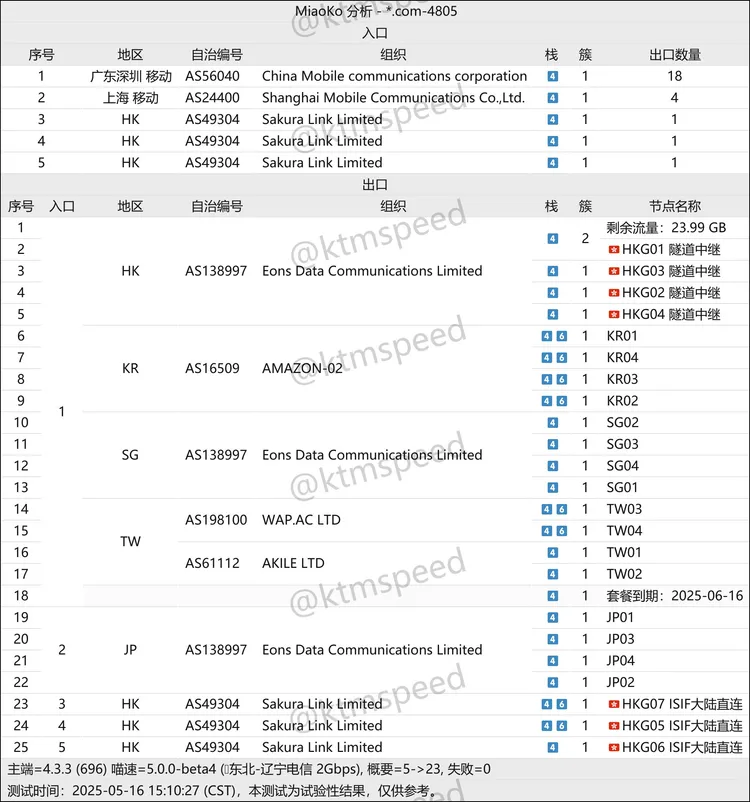 MiaoKo 分析 - *.com-4805
入口
序号 地区 自治编号 组织 栈 簇 出口数量
1 广东深圳 移动 AS56040 China Mobile communications corporation 4 1 18
2 上海 移动 AS24400 Shanghai Mobile Communications Co.,Ltd. 4 1 4
3 HK AS49304 Sakura Link Limited 4 1 1
4 HK AS49304 Sakura Link Limited 4 1 1
5 HK AS49304 Sakura Link Limited 4 1 1
出口
序号 入口 地区 自治编号 组织 栈 簇 节点名称
1 1 HK AS138997 Eons Data Communications Limited 4 2 剩余流量：23.99 GB
2 HKG01 隧道中继
3 4 1 HKG03 隧道中继
4 4 1 HKG02 隧道中继
5 4 1 HKG04 隧道中继
6 KR AS16509 AMAZON-02 4 6 1 KR01
7 4 6 1 KR04
8 4 6 1 KR03
9 4 6 1 KR02
10 SG AS138997 Eons Data Communications Limited 4 1 SG02
11 4 1 SG03
12 4 1 SG04
13 4 1 SG01
14 TW AS198100 WAP.AC LTD 4 6 1 TW03
15 4 6 1 TW04
16 AS61112 AKILE LTD 4 1 TW01
17 4 1 TW02
18 4 1 套餐到期：2025-06-16
19 2 JP AS138997 Eons Data Communications Limited 4 1 JP01
20 4 1 JP03
21 4 1 JP04
22 4 1 JP02
23 3 HK AS49304 Sakura Link Limited 4 6 1 HKG07 ISIF大陆直连
24 4 HK AS49304 Sakura Link Limited 4 6 1 HKG05 ISIF大陆直连
25 5 HK AS49304 Sakura Link Limited 4 1 HKG06 ISIF大陆直连
主端=4.3.3 (696) 喵速=5.0.0-beta4 (东北-辽宁电信 2Gbps), 概要=5->23, 失败=0
测试时间：2025-05-16 15:10:27 (CST)，本测试为试验性结果，仅供参考。
@ktmspeed
@ktmspeed
@ktmspeed
@ktmspeed
@ktmspeed
@ktmspeed
@ktmspeed
@ktmspeed